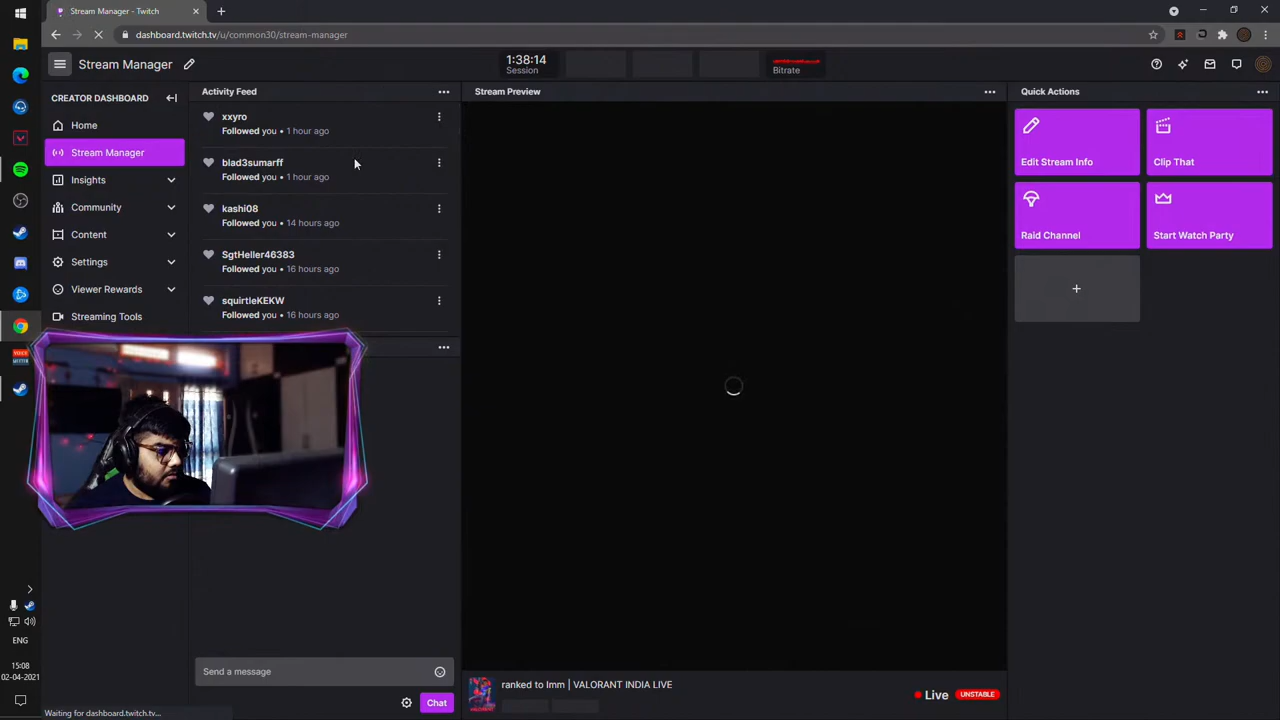 Stream Manager - Twitch
dashboard.twitch.tv/u/common30/stream-manager
Stream Manager
1:38:14
Session
Bitrate
CREATOR DASHBOARD
Home
Stream Manager
Insights
Community
Content
Settings
Viewer Rewards
Streaming Tools
Activity Feed
xxyro
Followed you • 1 hour ago
blad3sumarff
Followed you • 1 hour ago
kashi08
Followed you • 14 hours ago
SgtHeller46383
Followed you • 16 hours ago
squirtleKEKW
Followed you • 16 hours ago
Send a message
Chat
Stream Preview
ranked to Imm | VALORANT INDIA LIVE
Live
UNSTABLE
Quick Actions
Edit Stream Info
Clip That
Raid Channel
Start Watch Party
ENG
15:08
02-04-2021
Waiting for dashboard.twitch.tv...